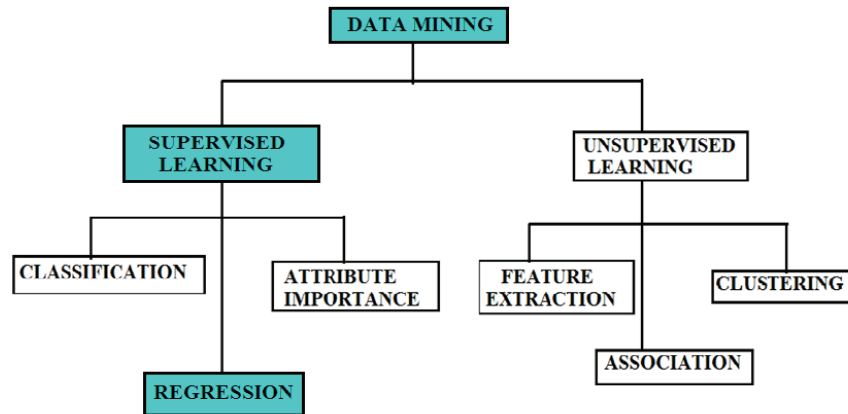 DATA MINING
SUPERVISED
LEARNING
UNSUPERVISED
LEARNING
CLASSIFICATION
ATTRIBUTE
IMPORTANCE
FEATURE
EXTRACTION
CLUSTERING
REGRESSION
ASSOCIATION